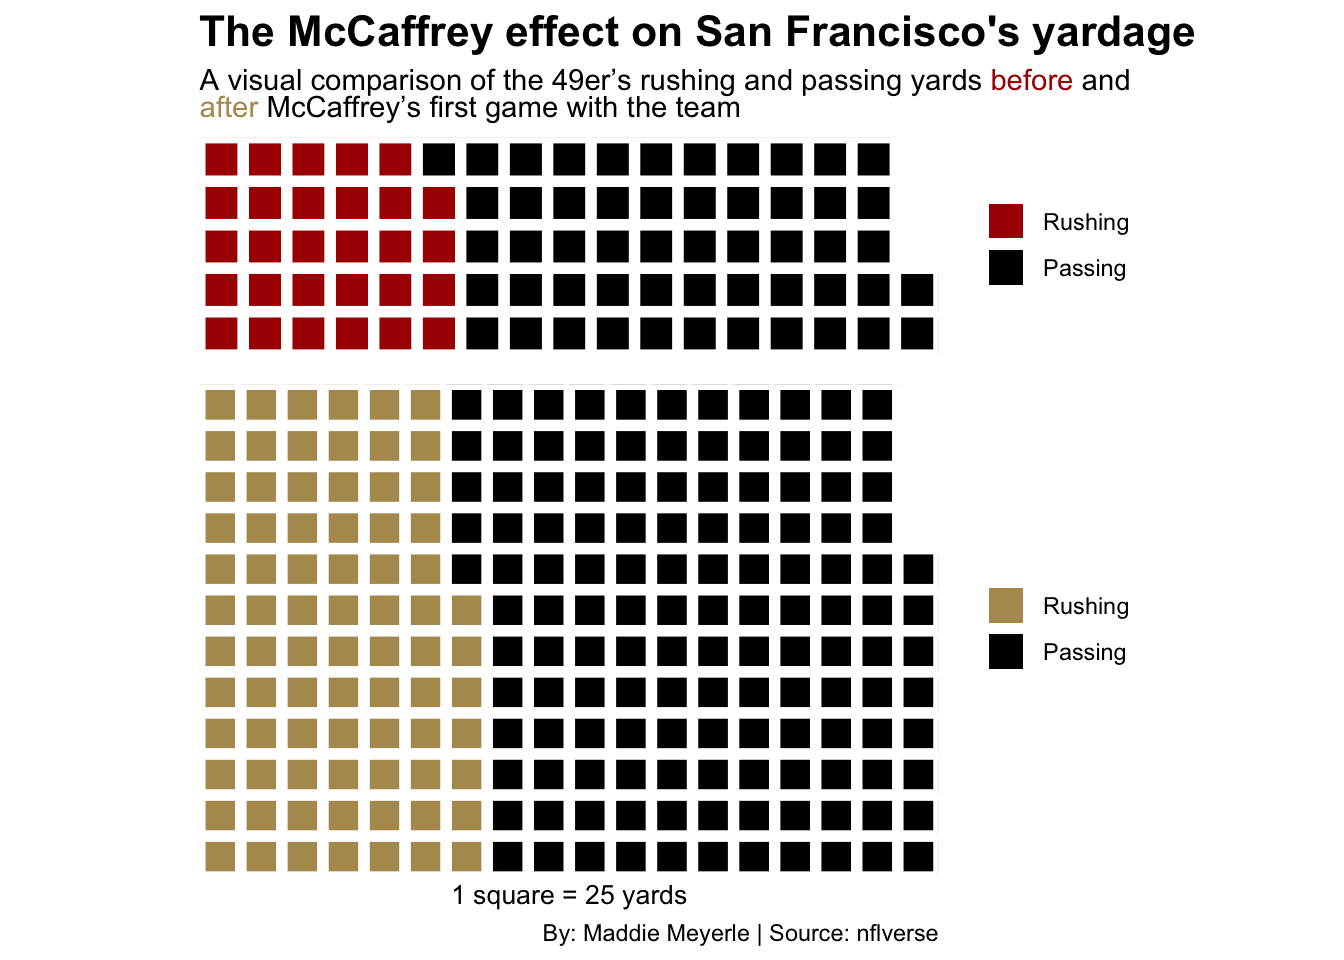 The McCaffrey effect on San Francisco's yardage
A visual comparison of the 49er’s rushing and passing yards before and
after McCaffrey’s first game with the team
Rushing
Passing
Rushing
Passing
1 square = 25 yards
By: Maddie Meyerle | Source: nflverse